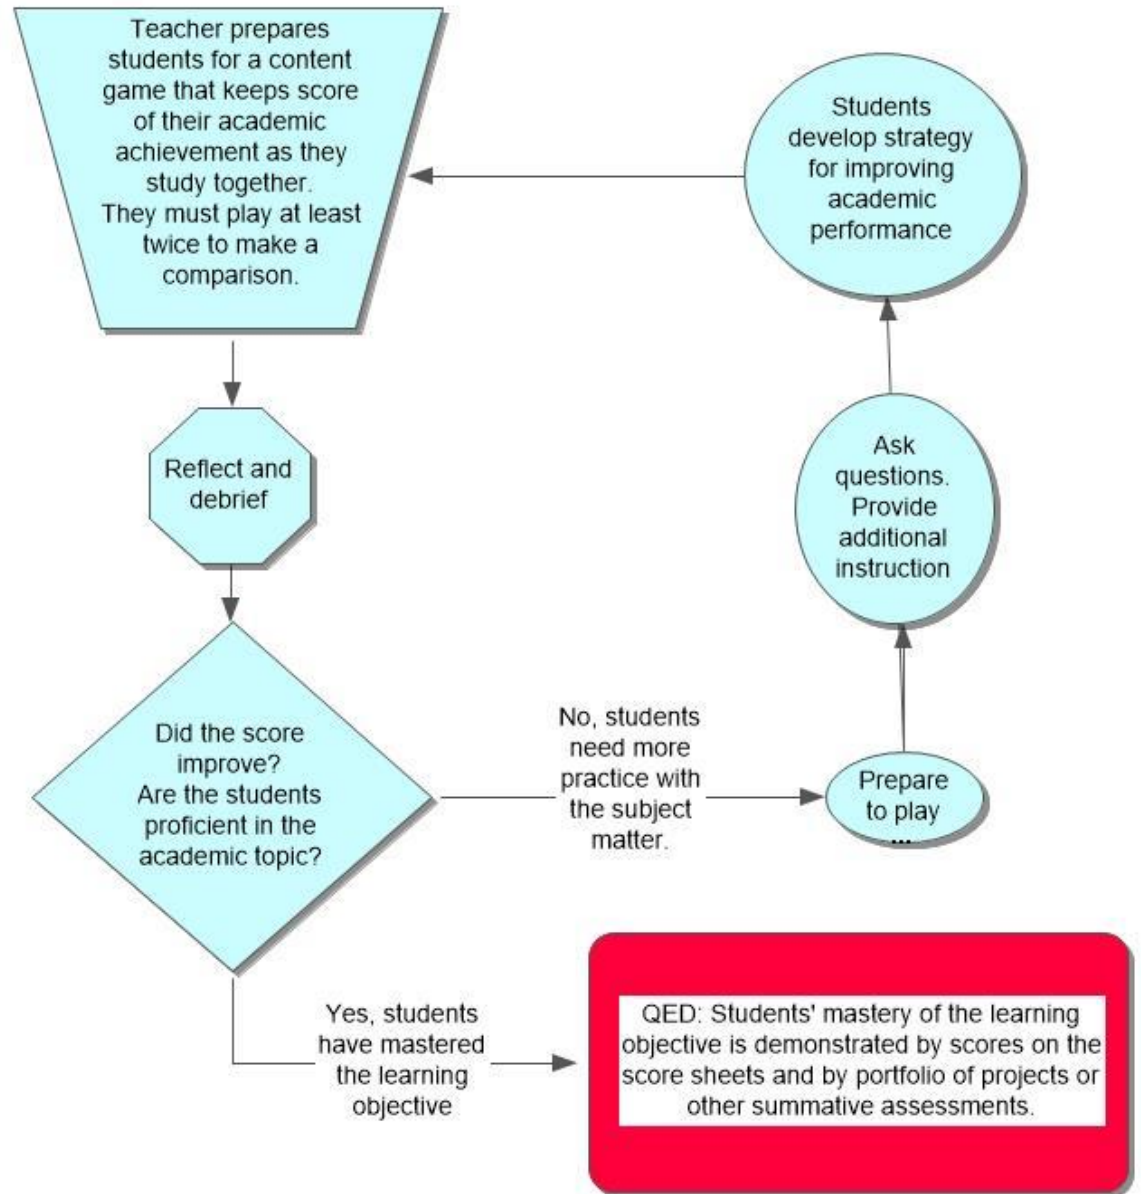 Teacher prepares
students for a content
game that keeps score
of their academic
achievement as they
study together.
They must play at least
twice to make a
comparison.
Reflect and
debrief
Did the score
improve?
Are the students
proficient in the
academic topic?
No, students
need more
practice with
the subject
matter.
Prepare
to play
...
Ask
questions.
Provide
additional
instruction
Students
develop strategy
for improving
academic
performance
Yes, students
have mastered
the learning
objective
QED: Students' mastery of the learning
objective is demonstrated by scores on the
score sheets and by portfolio of projects or
other summative assessments.